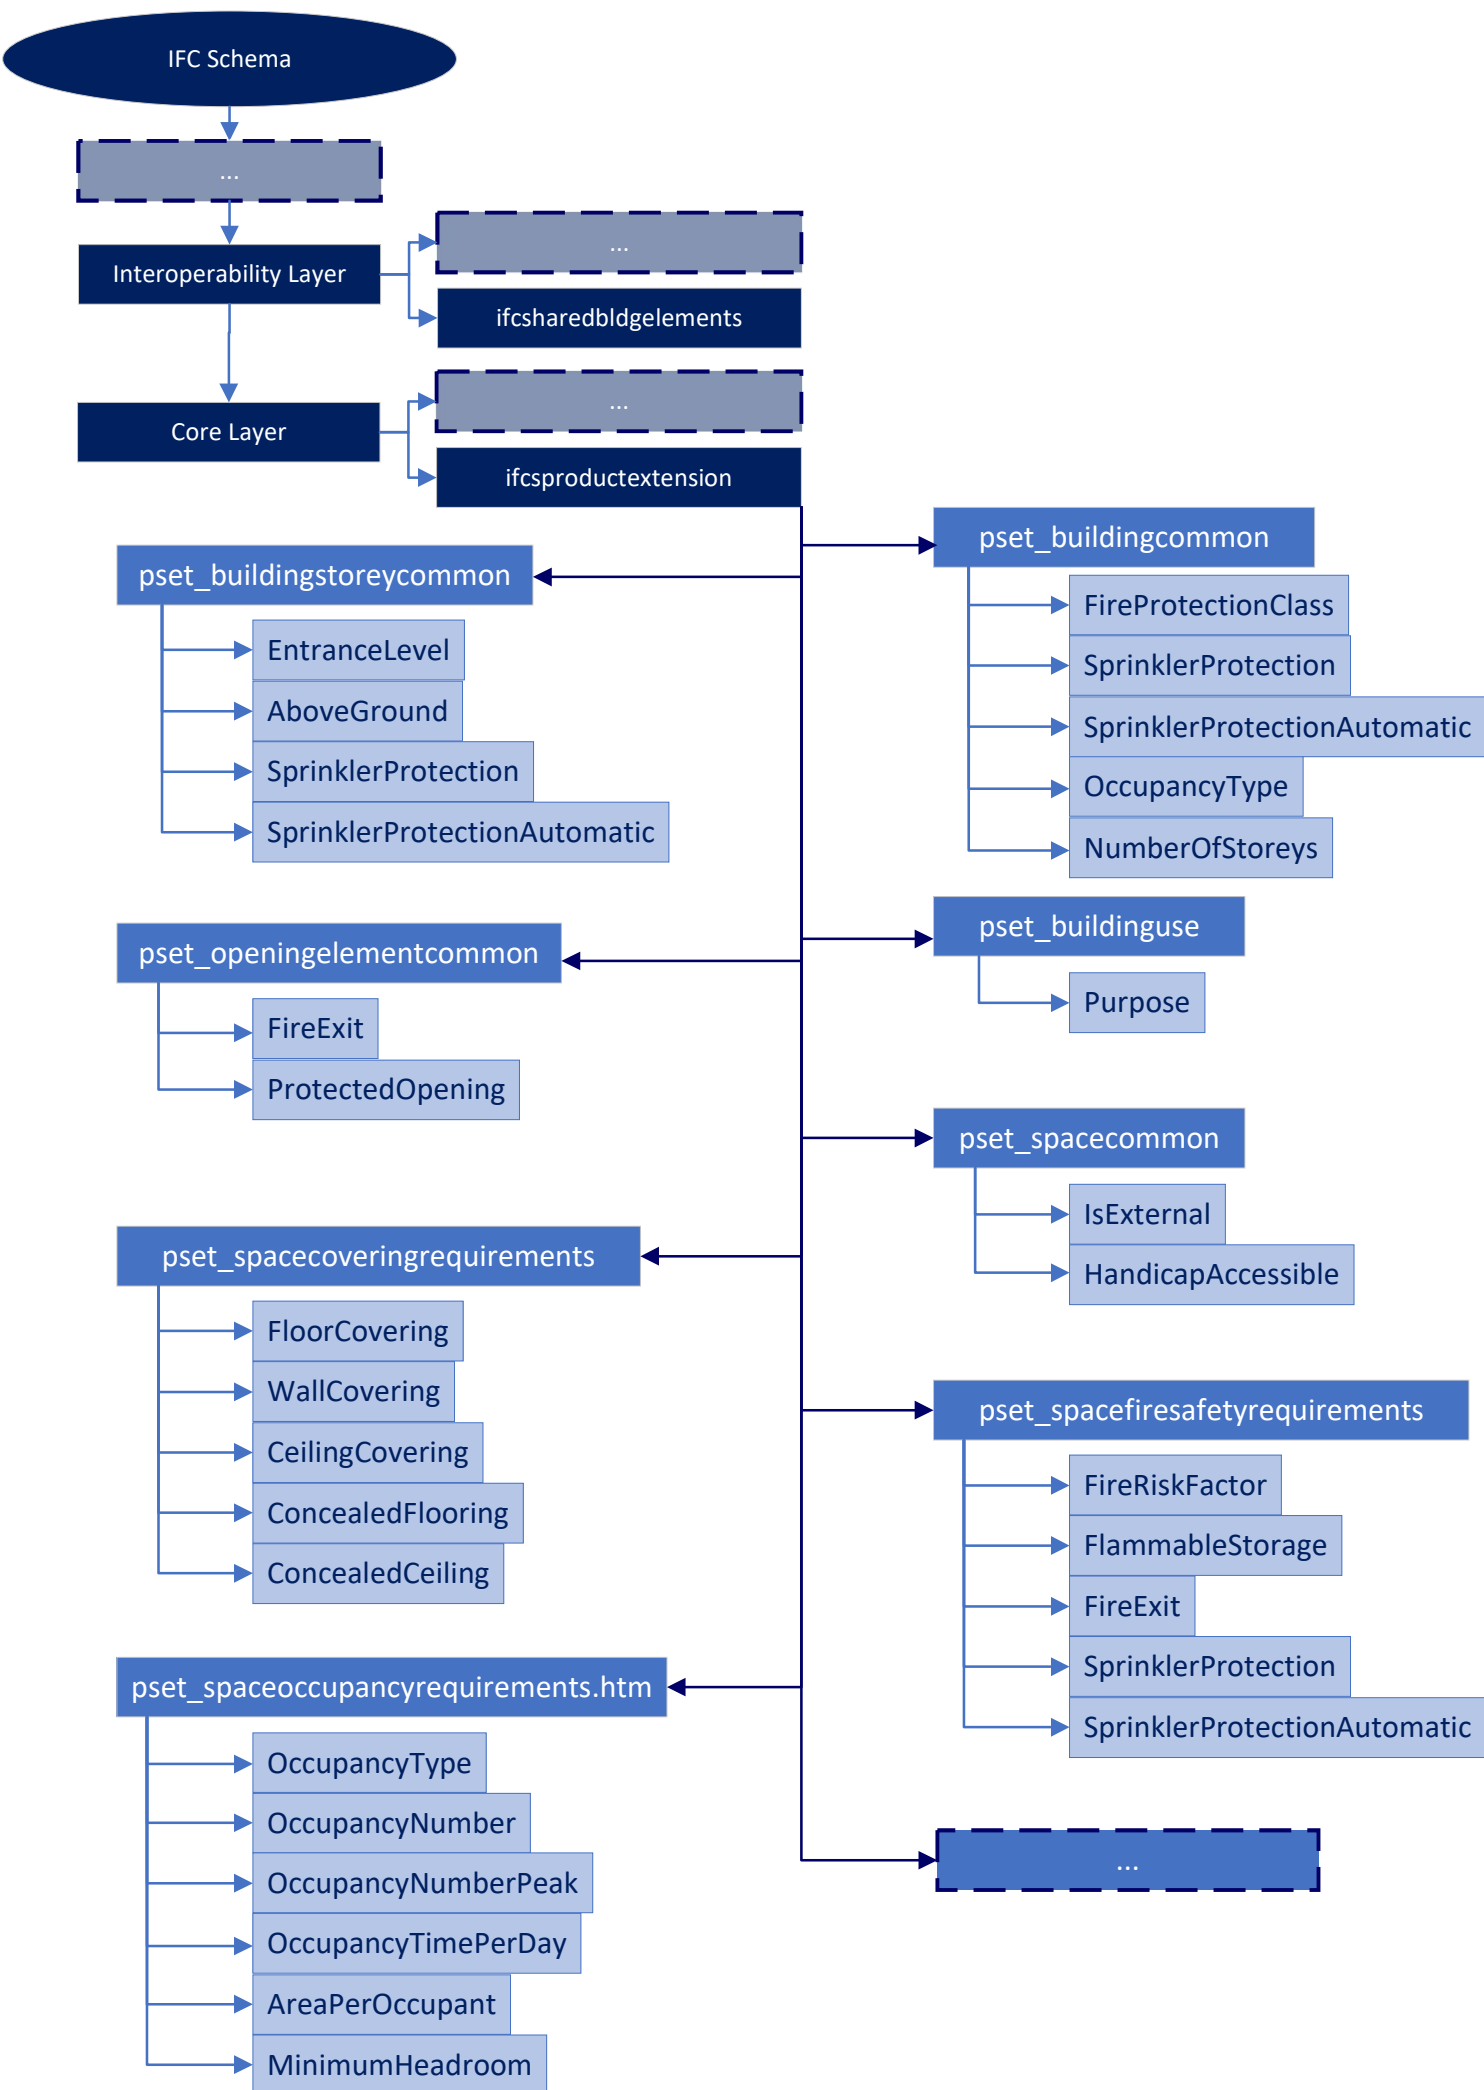 IFC Schema
...
Interoperability Layer
...
ifcsharedbldgelements
Core Layer
...
ifcsproductextension
pset_buildingstoreycommon
EntranceLevel
AboveGround
SprinklerProtection
SprinklerProtectionAutomatic
pset_openingelementcommon
FireExit
ProtectedOpening
pset_spacecoveringrequirements
FloorCovering
WallCovering
CeilingCovering
ConcealedFlooring
ConcealedCeiling
pset_spaceoccupancyrequirements.htm
OccupancyType
OccupancyNumber
OccupancyNumberPeak
OccupancyTimePerDay
AreaPerOccupant
MinimumHeadroom
pset_buildingcommon
FireProtectionClass
SprinklerProtection
SprinklerProtectionAutomatic
OccupancyType
NumberOfStoreys
pset_buildinguse
Purpose
pset_spacecommon
IsExternal
HandicapAccessible
pset_spacefiresafetyrequirements
FireRiskFactor
FlammableStorage
FireExit
SprinklerProtection
SprinklerProtectionAutomatic
...